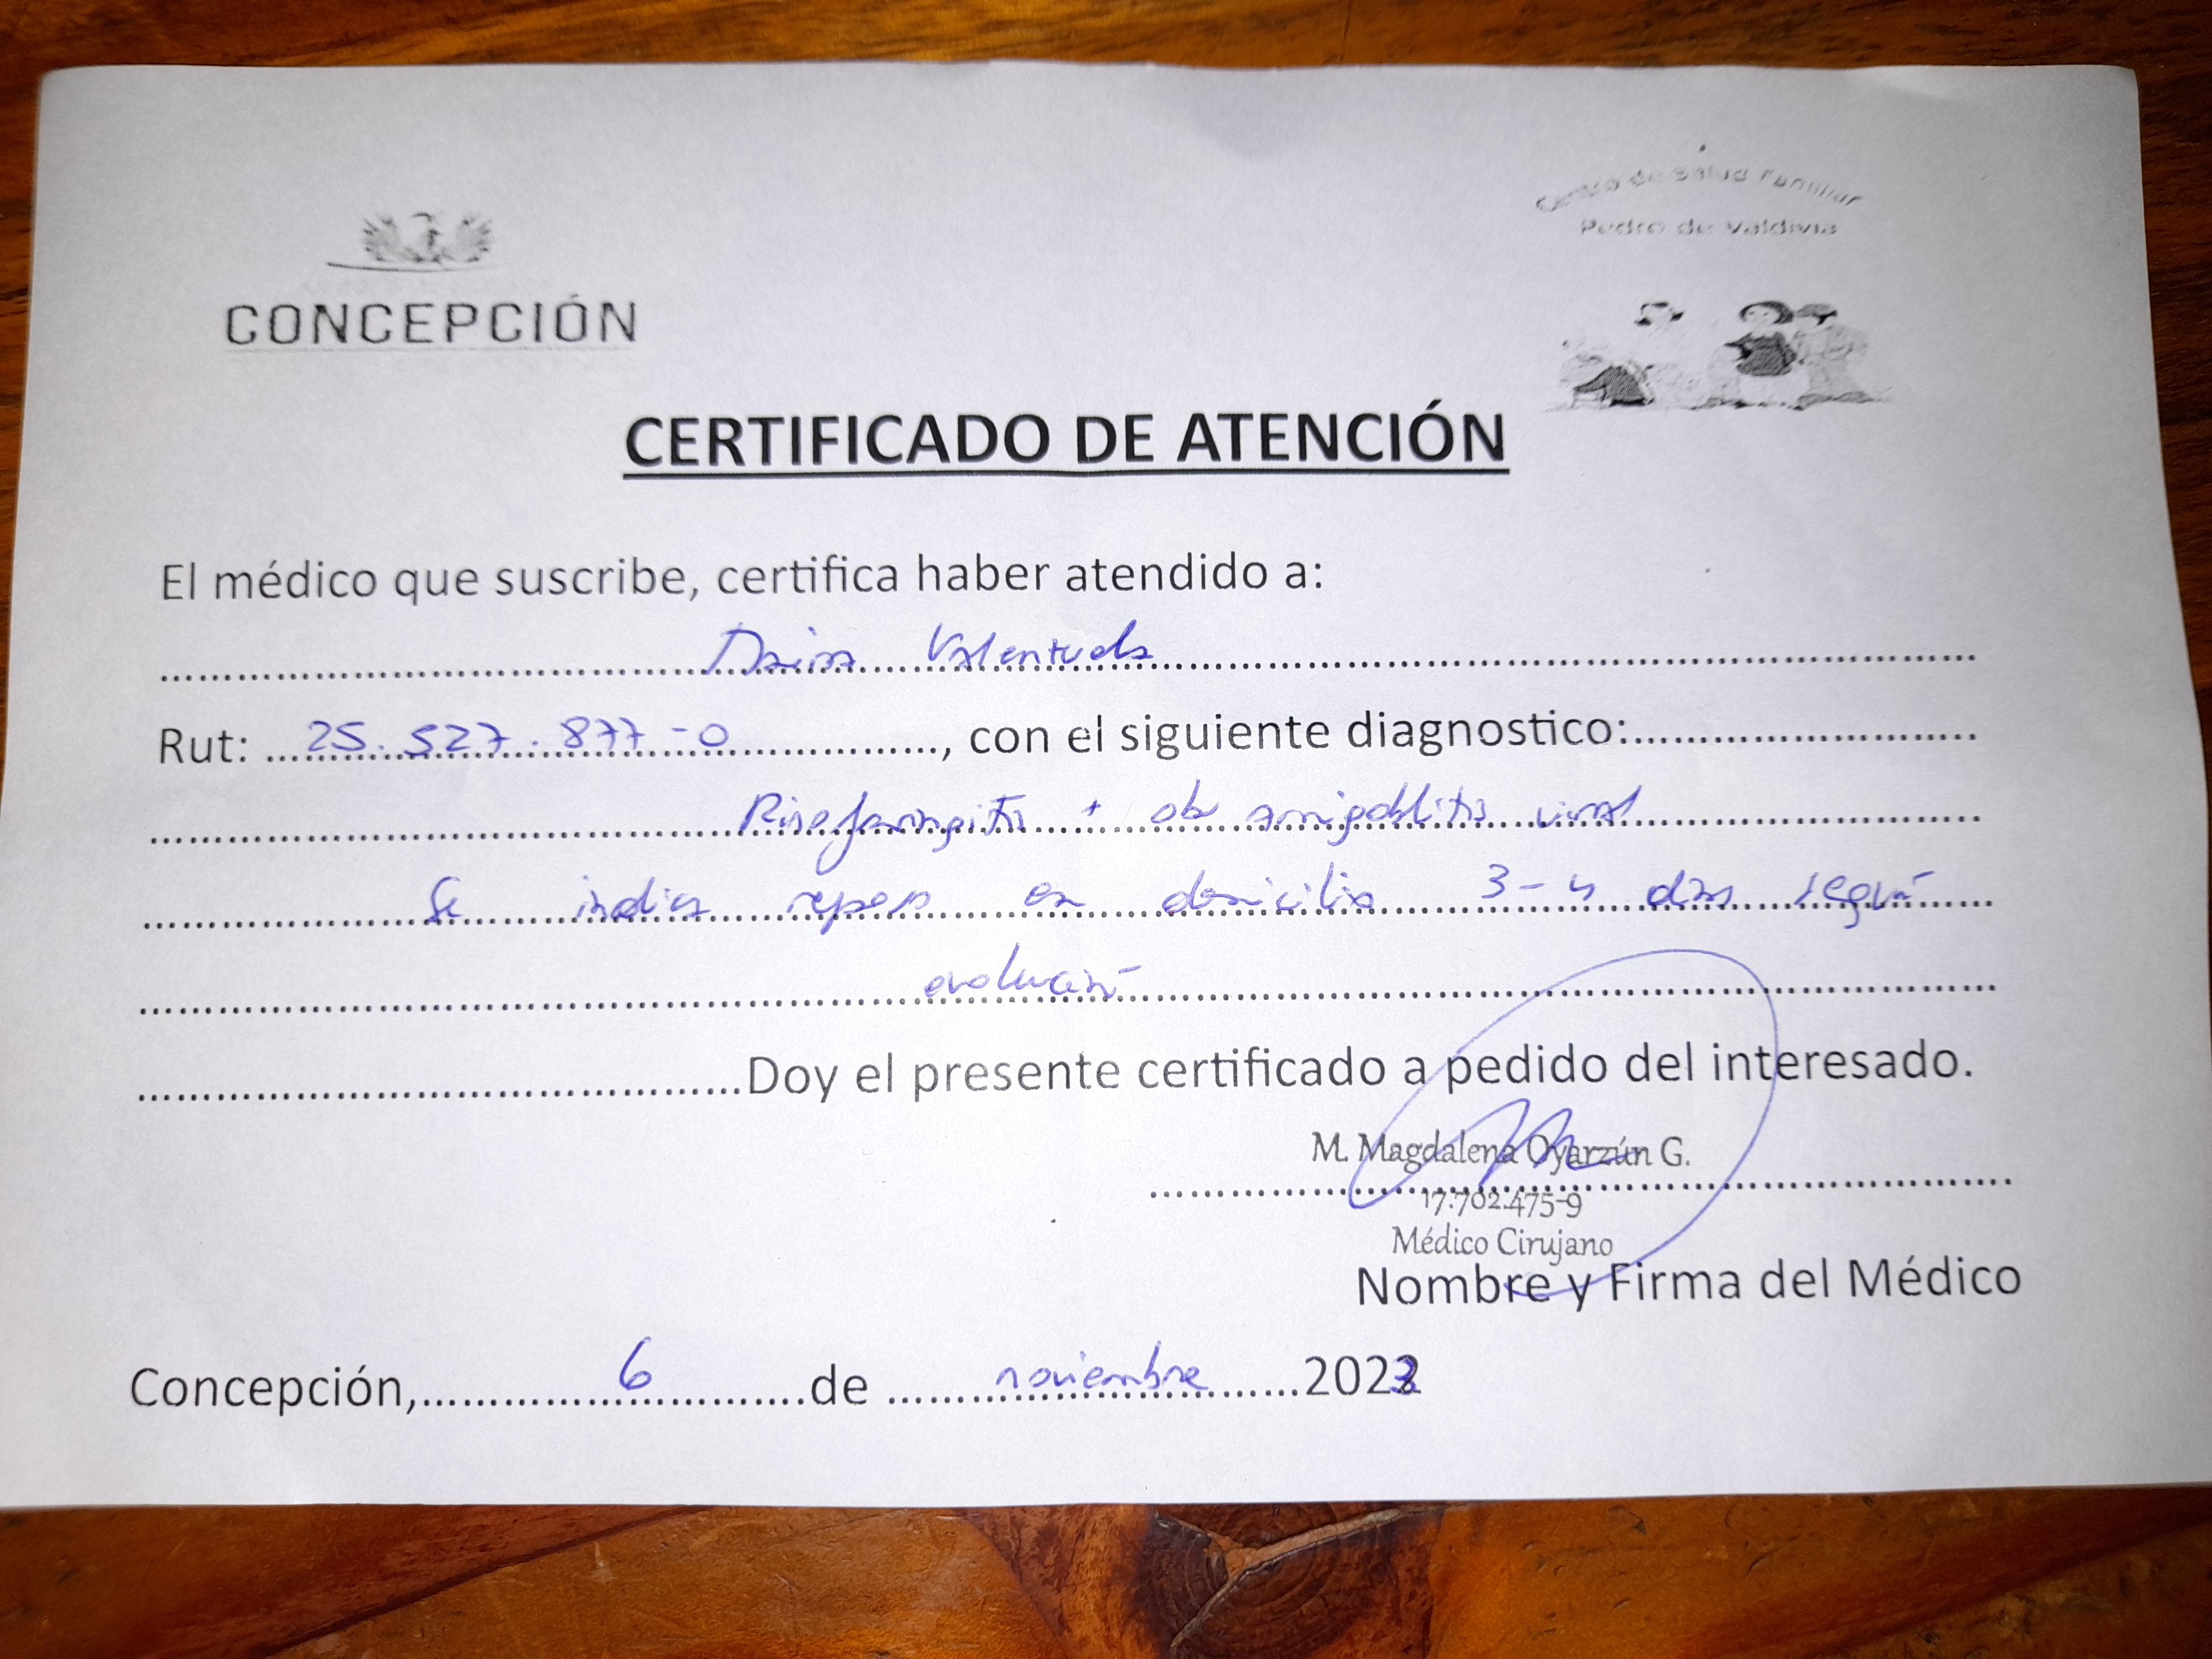 Centro de Salud Familiar
Pedro de Valdivia
CONCEPCIÓN
CERTIFICADO DE ATENCIÓN
El médico que suscribe, certifica haber atendido a:
Rut: 25.527.877-0, con el siguiente diagnostico:
Rinofaringitis + obs amigdalitis viral
Se indica reposo en domicilio 3-4 días según
evolución
Doy el presente certificado a pedido del interesado.
M. Magdalena Oyarzún G.
17.702.475-9
Médico Cirujano
Nombre y Firma del Médico
Concepción, 6 de noviembre 2023